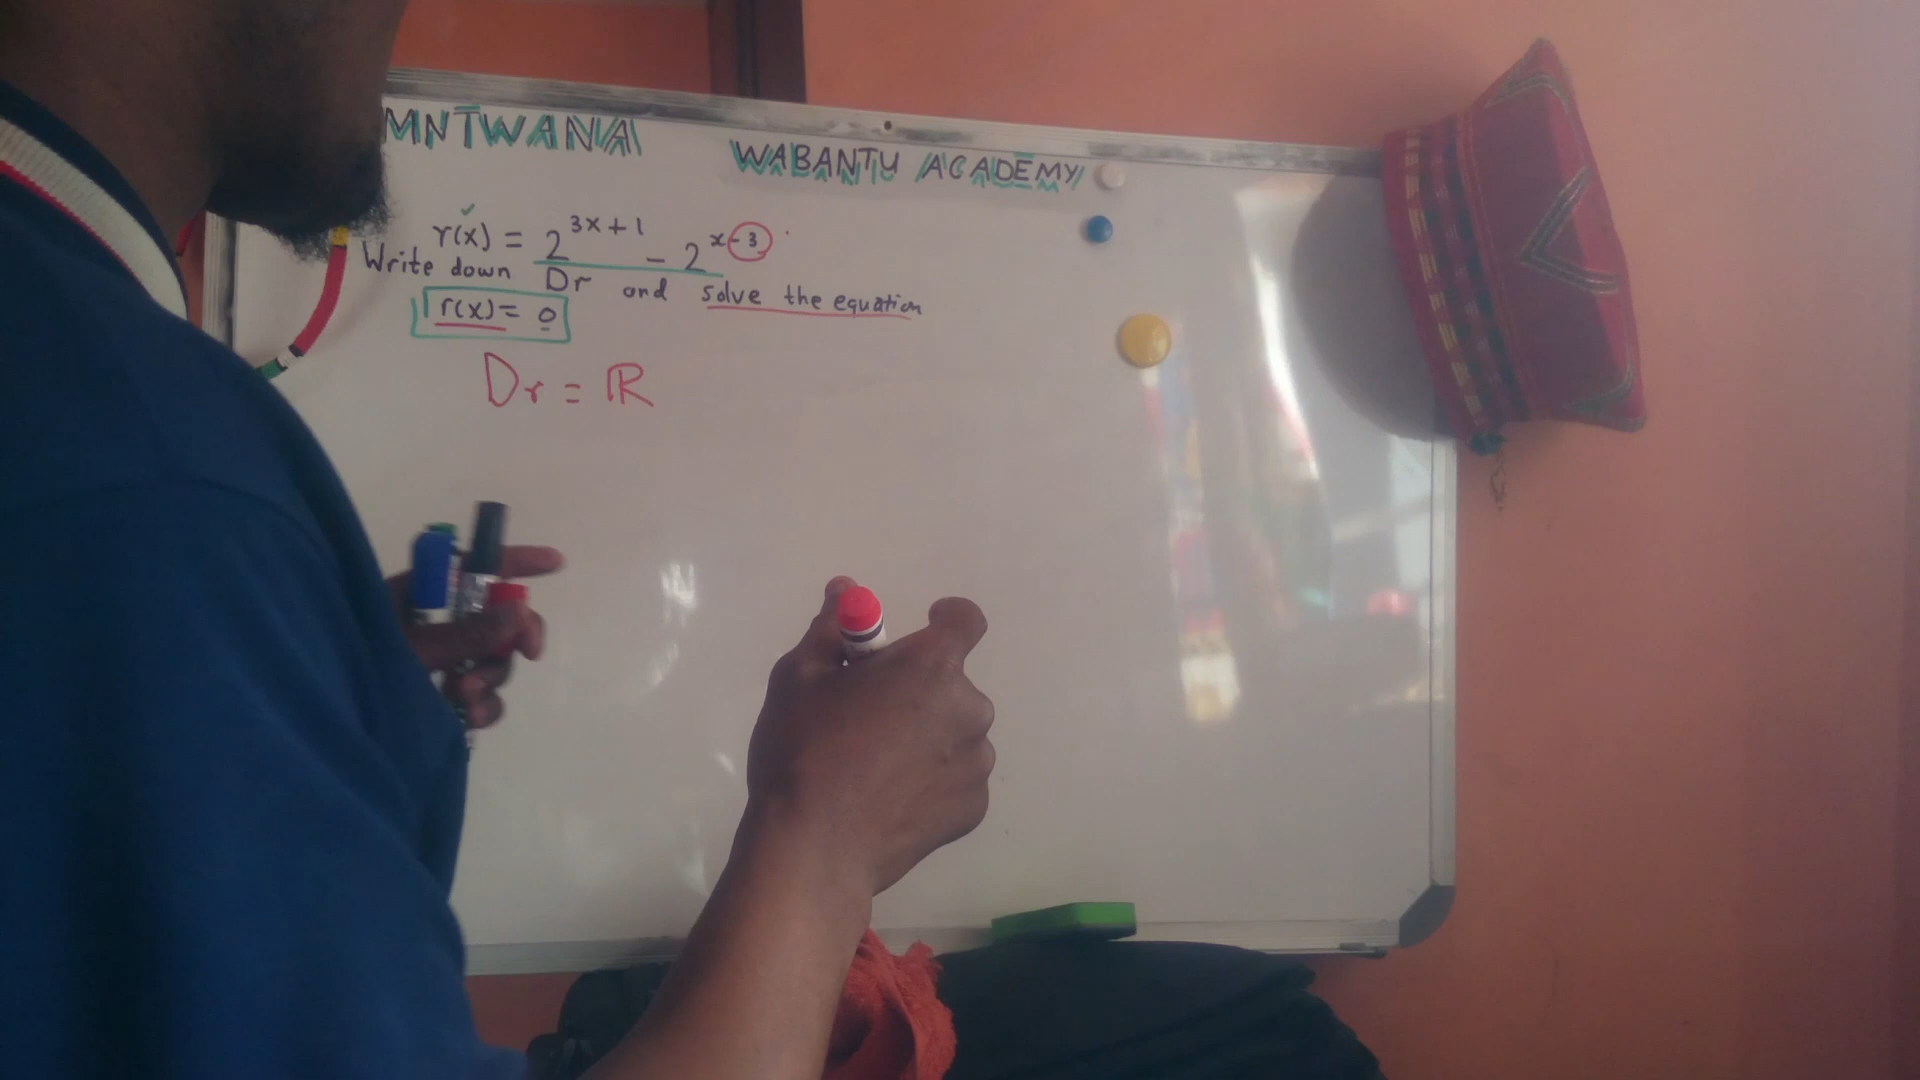 MNTWANA WABANTU ACADEMY
r(x) = 2^{3x+1} - 2^{x-3}
Write down Dr and solve the equation
r(x) = 0
Dr = ℝ